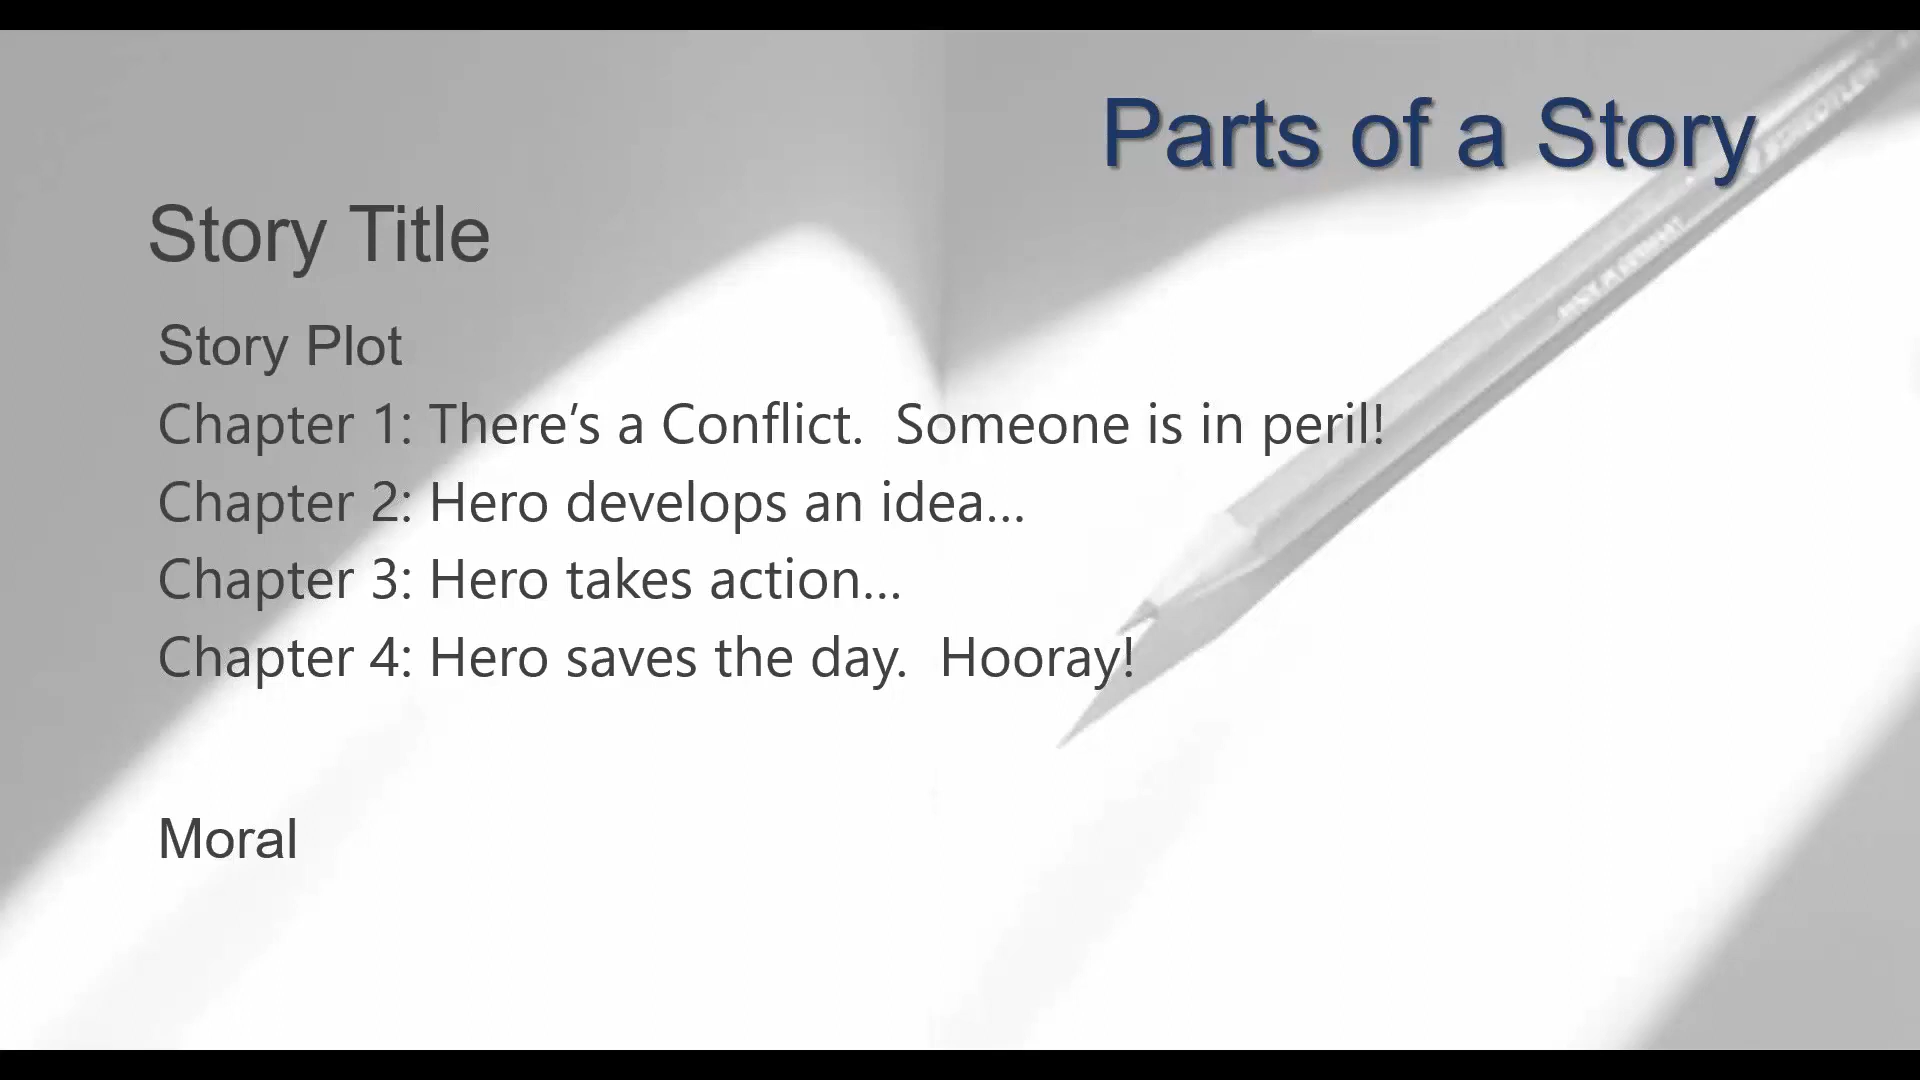 Parts of a Story
Story Title
Story Plot
Chapter 1: There’s a Conflict.  Someone is in peril!
Chapter 2: Hero develops an idea…
Chapter 3: Hero takes action…
Chapter 4: Hero saves the day.  Hooray!
Moral